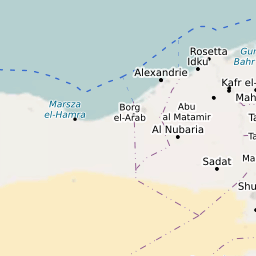 Rosetta
Idku
Alexandrie
Marsza
el-Hamra
Borg
el-Arab
Abu
al Matamir
Al Nubaria
Sadat